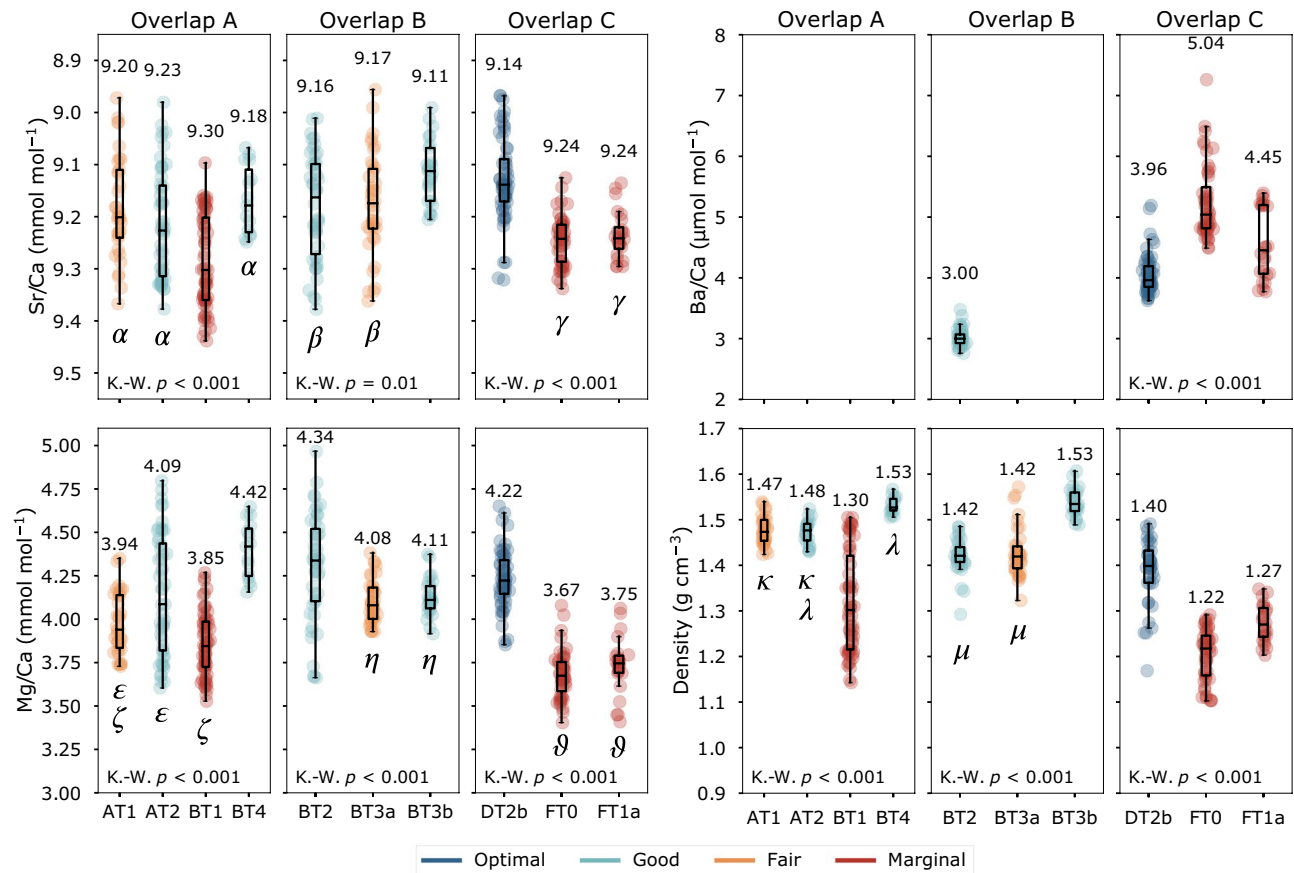 Overlap A Overlap B Overlap C Overlap A Overlap B Overlap C
Sr/Ca (mmol mol⁻¹)
8.9
9.0
9.1
9.2
9.3
9.4
9.5
9.20 9.23 9.30 9.18
α α α
K.-W. p < 0.001
9.16 9.17 9.11
β β
K.-W. p = 0.01
9.14 9.24 9.24
γ γ
K.-W. p < 0.001
Ba/Ca (μmol mol⁻¹)
8
7
6
5
4
3
2
3.00
3.96 5.04 4.45
K.-W. p < 0.001
Mg/Ca (mmol mol⁻¹)
5.00
4.75
4.50
4.25
4.00
3.75
3.50
3.25
3.00
3.94 4.09 3.85 4.42
ε ε ζ
ζ
K.-W. p < 0.001
AT1 AT2 BT1 BT4
4.34 4.08 4.11
η η
K.-W. p < 0.001
BT2 BT3a BT3b
4.22 3.67 3.75
ϑ ϑ
K.-W. p < 0.001
DT2b FT0 FT1a
Density (g cm⁻³)
1.7
1.6
1.5
1.4
1.3
1.2
1.1
1.0
0.9
1.47 1.48 1.30 1.53
κ κ λ
λ
K.-W. p < 0.001
AT1 AT2 BT1 BT4
1.42 1.42 1.53
μ μ
K.-W. p < 0.001
BT2 BT3a BT3b
1.40 1.22 1.27
K.-W. p < 0.001
DT2b FT0 FT1a
Optimal Good Fair Marginal